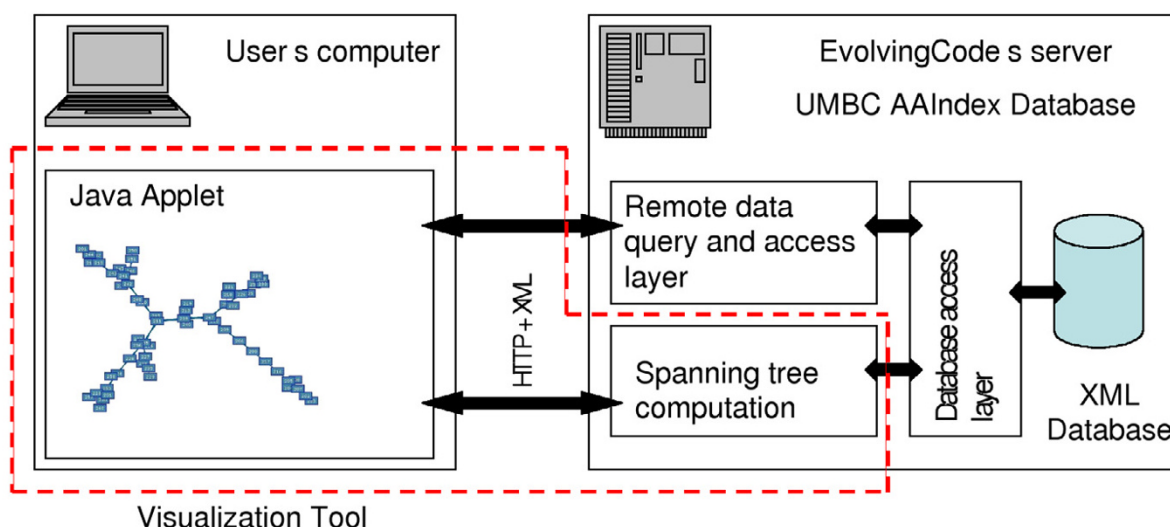 User s computer
EvolvingCode s server
UMBC AAIndex Database
Java Applet
HTTP + XML
Remote data
query and access
layer
Spanning tree
computation
Database access
layer
XML
Database
Visualization Tool